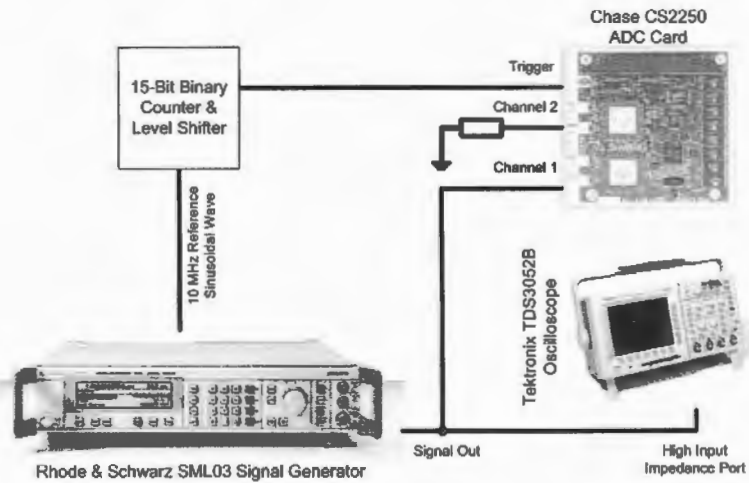 Chase CS2250
ADC Card
15-Bit Binary
Counter &
Level Shifter
Trigger
Channel 2
Channel 1
10 MHz Reference
Sinusoidal Wave
Tektronix TDS3052B
Oscilloscope
Signal Out
High Input
Impedance Port
Rhode & Schwarz SML03 Signal Generator